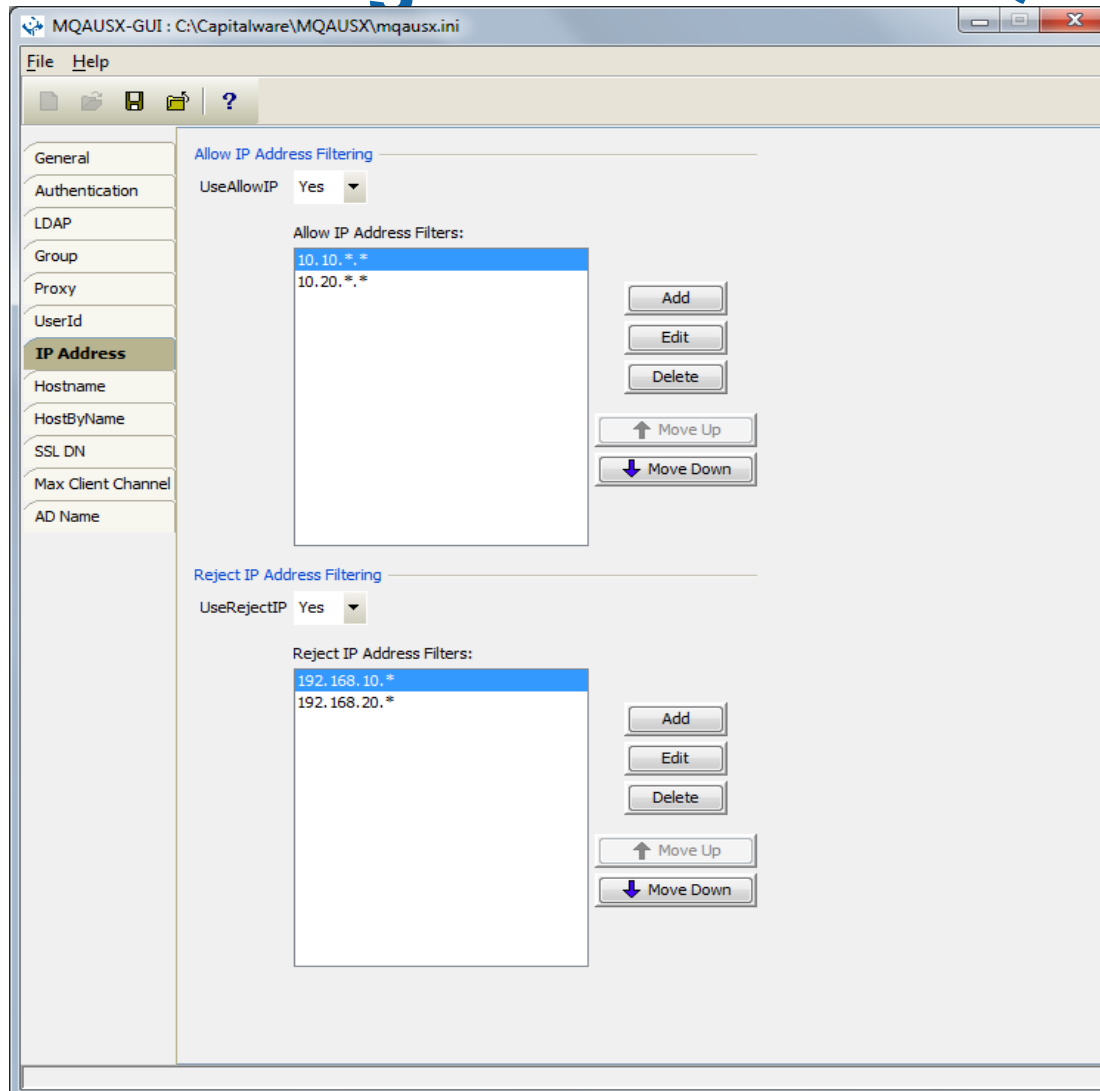 MQAUSX-GUI : C:\Capitalware\MQAUSX\mqausx.ini
File Help
?
General
Authentication
LDAP
Group
Proxy
UserId
IP Address
Hostname
HostByName
SSL DN
Max Client Channel
AD Name
Allow IP Address Filtering
UseAllowIP Yes
Allow IP Address Filters:
10.10.*.*
10.20.*.*
Add
Edit
Delete
Move Up
Move Down
Reject IP Address Filtering
UseRejectIP Yes
Reject IP Address Filters:
192.168.10.*
192.168.20.*
Add
Edit
Delete
Move Up
Move Down